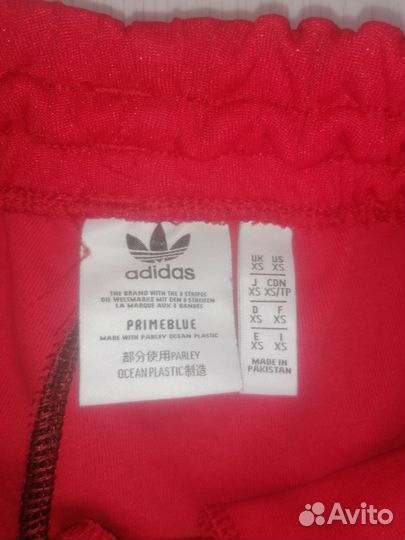 adidas
THE BRAND WITH THE 3 STRIPES
DIE WELTMARKE MIT DEN 3 STREIFEN
LA MARQUE AUX 3 BANDES
PRIMEBLUE
MADE WITH PARLEY OCEAN PLASTIC
部分使用PARLEY
OCEAN PLASTIC制造
UK US
XS XS
J CDN
XS XS/TP
D F
XS XS
E I
XS XS
MADE IN
PAKISTAN
Avito